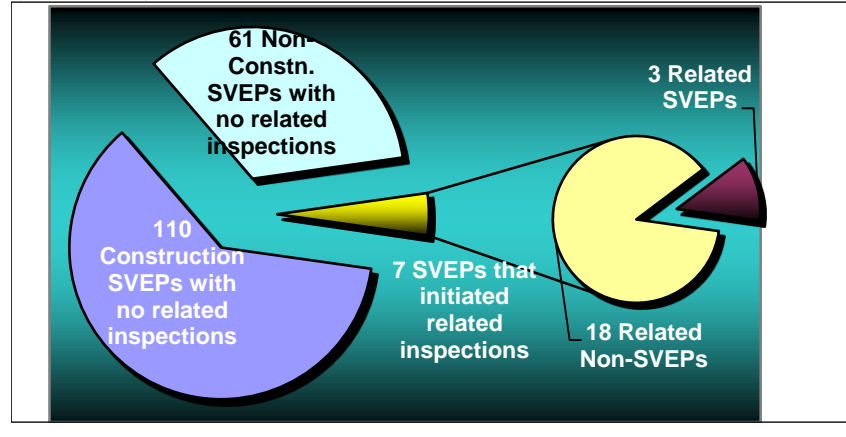 61 Non-
Constn.
SVEPs with
no related
inspections
3 Related
SVEPs
110
Construction
SVEPs with
no related
inspections
7 SVEPs that
initiated
related
inspections
18 Related
Non-SVEPs